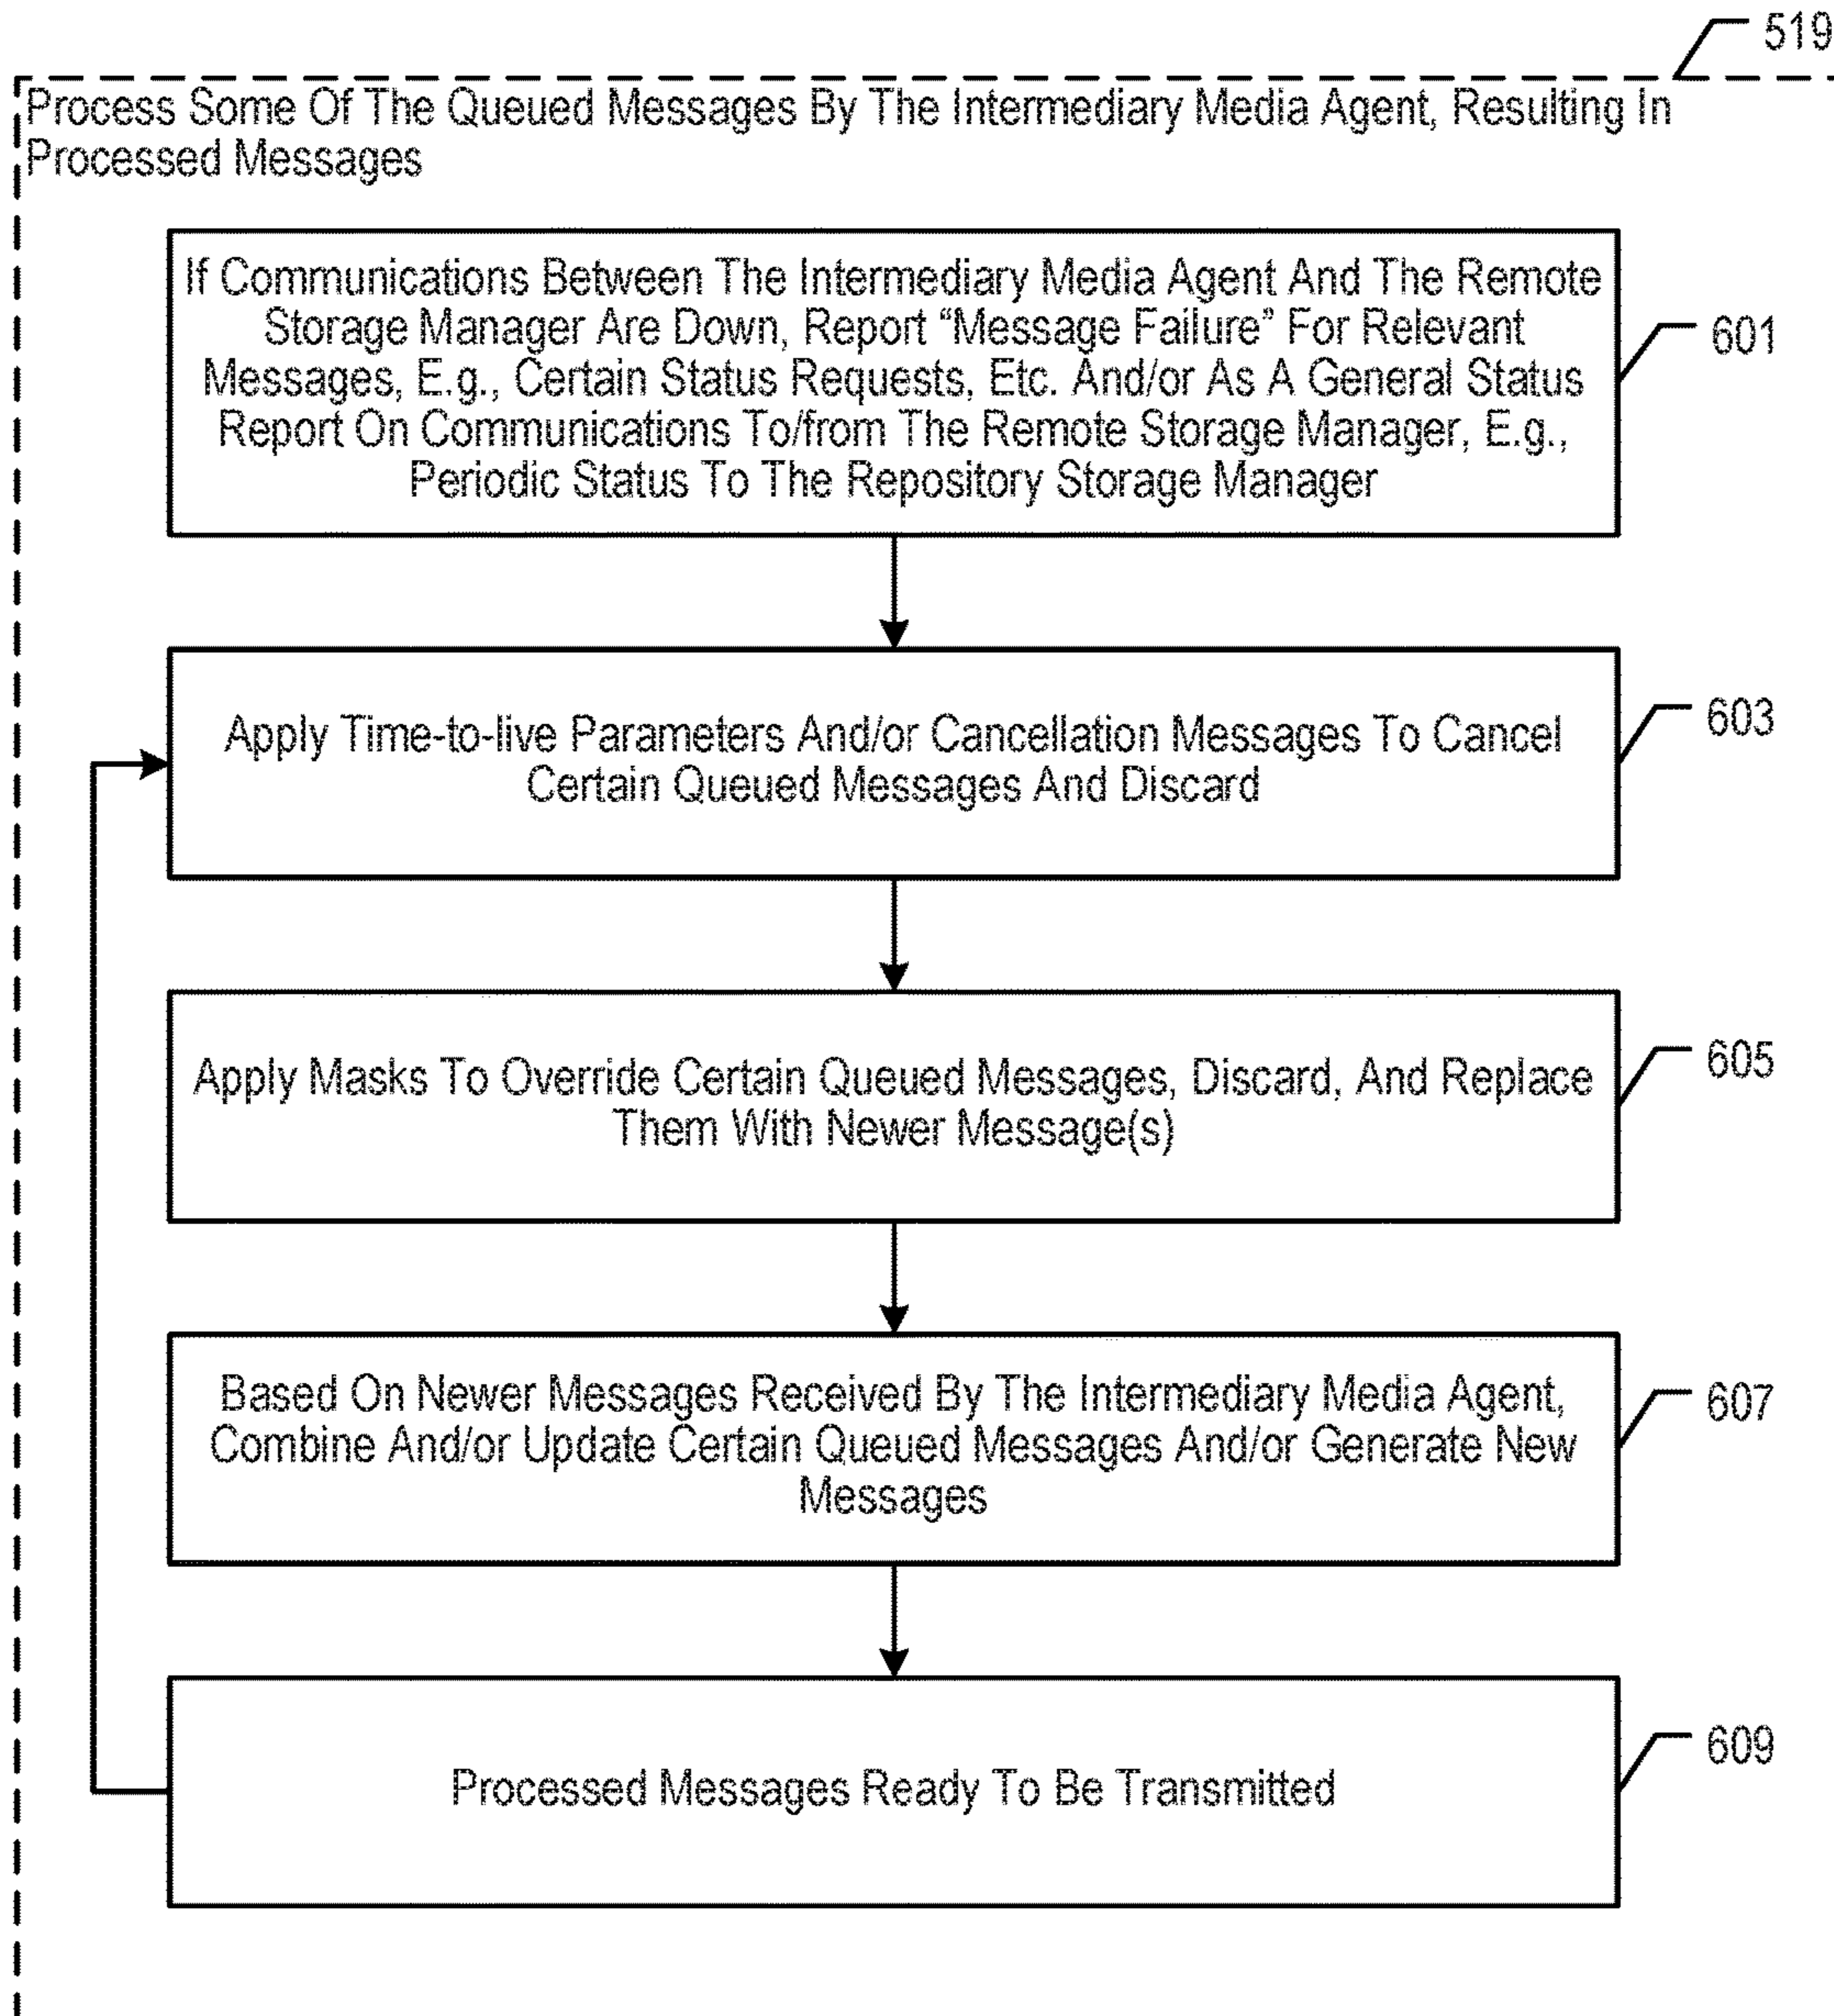 519
Process Some Of The Queued Messages By The Intermediary Media Agent, Resulting In
Processed Messages
If Communications Between The Intermediary Media Agent And The Remote
Storage Manager Are Down, Report “Message Failure” For Relevant
Messages, E.g., Certain Status Requests, Etc. And/or As A General Status
Report On Communications To/from The Remote Storage Manager, E.g.,
Periodic Status To The Repository Storage Manager
601
Apply Time-to-live Parameters And/or Cancellation Messages To Cancel
Certain Queued Messages And Discard
603
Apply Masks To Override Certain Queued Messages, Discard, And Replace
Them With Newer Message(s)
605
Based On Newer Messages Received By The Intermediary Media Agent,
Combine And/or Update Certain Queued Messages And/or Generate New
Messages
607
Processed Messages Ready To Be Transmitted
609